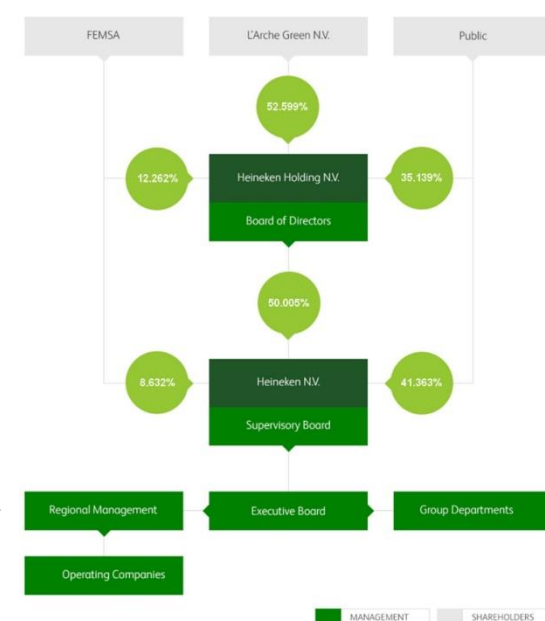 FEMSA
L'Arche Green N.V.
Public
52.599%
12.262%
Heineken Holding N.V.
35.139%
Board of Directors
50.005%
8.632%
Heineken N.V.
41.363%
Supervisory Board
Regional Management
Executive Board
Group Departments
Operating Companies
MANAGEMENT
SHAREHOLDERS